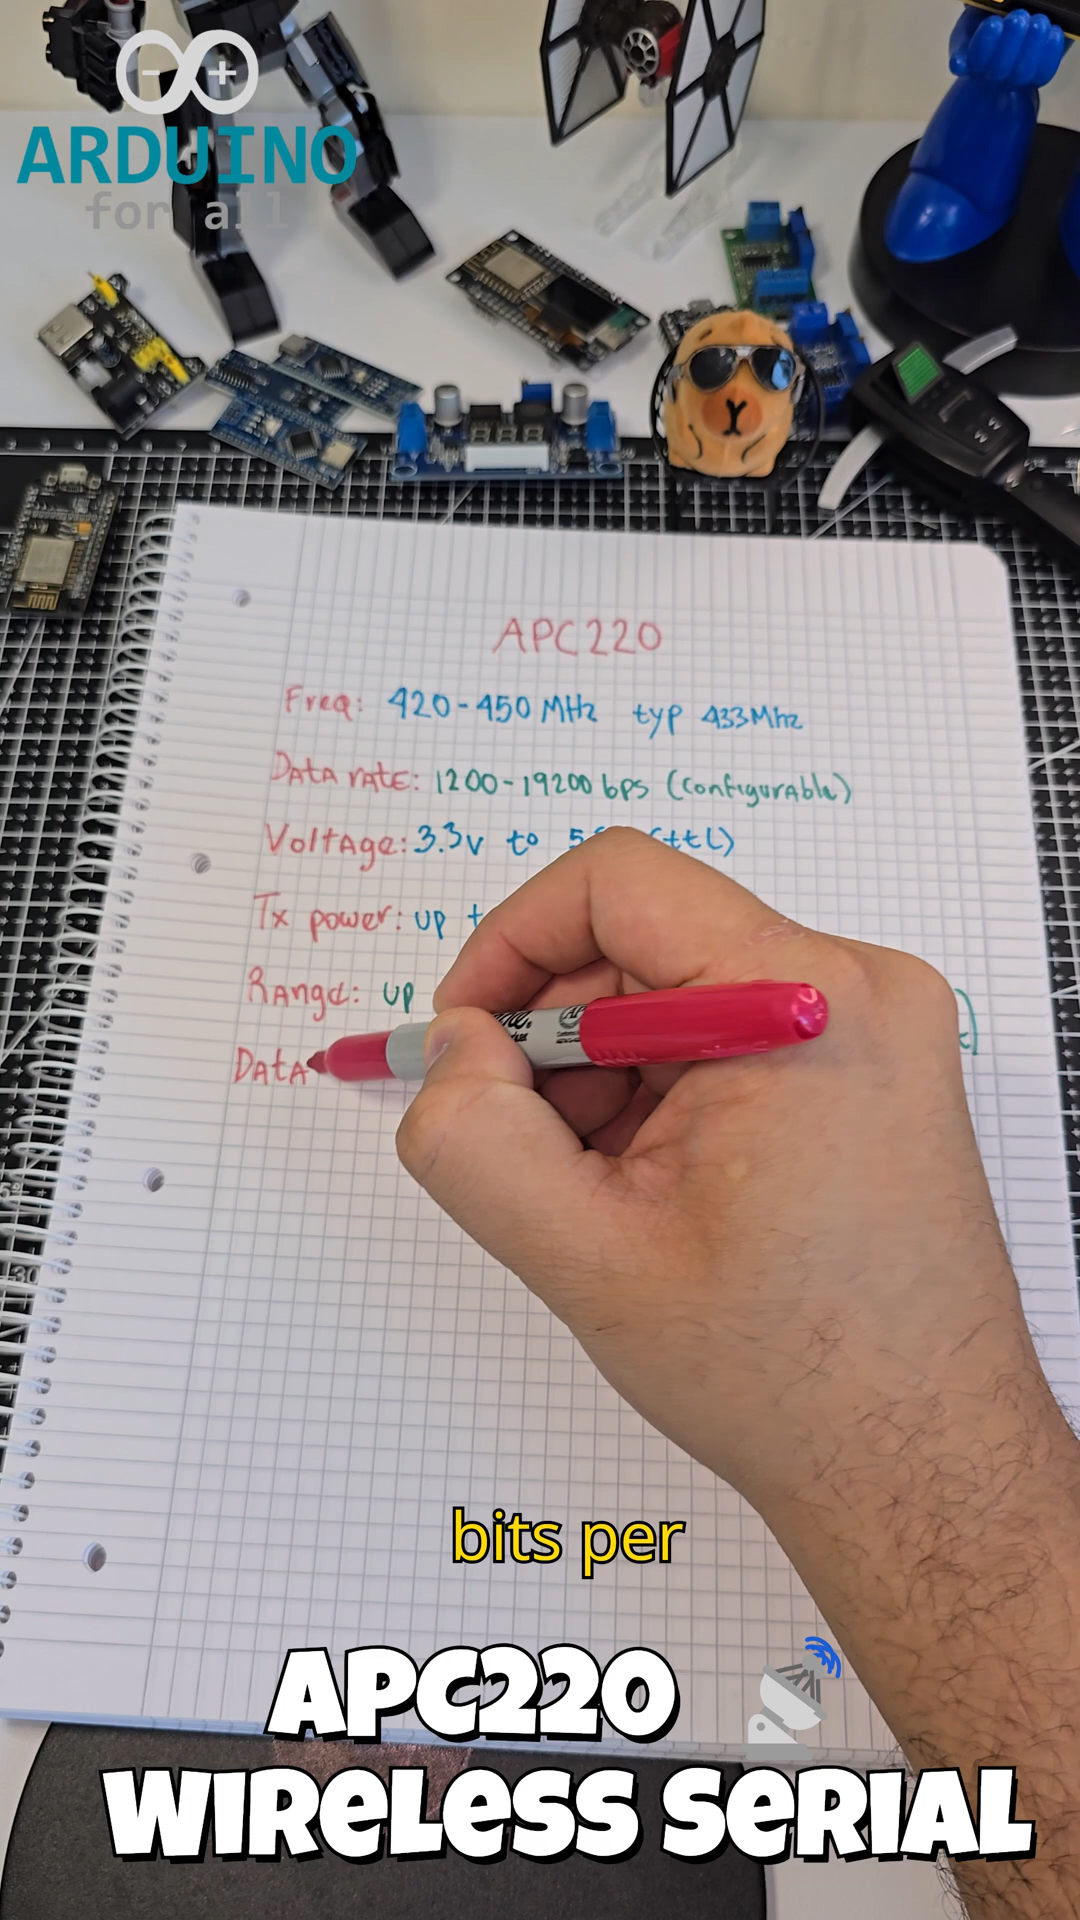 ARDUINO
for all
APC220
Freq: 420-450 MHz typ 433Mhz
DATA rATE: 1200-19200 bps (configurAble)
VoltAge: 3.3v to (ttl)
Tx power: up
RAnge: up
DAtA
bits per
APC220
WIRELESS SERIAL